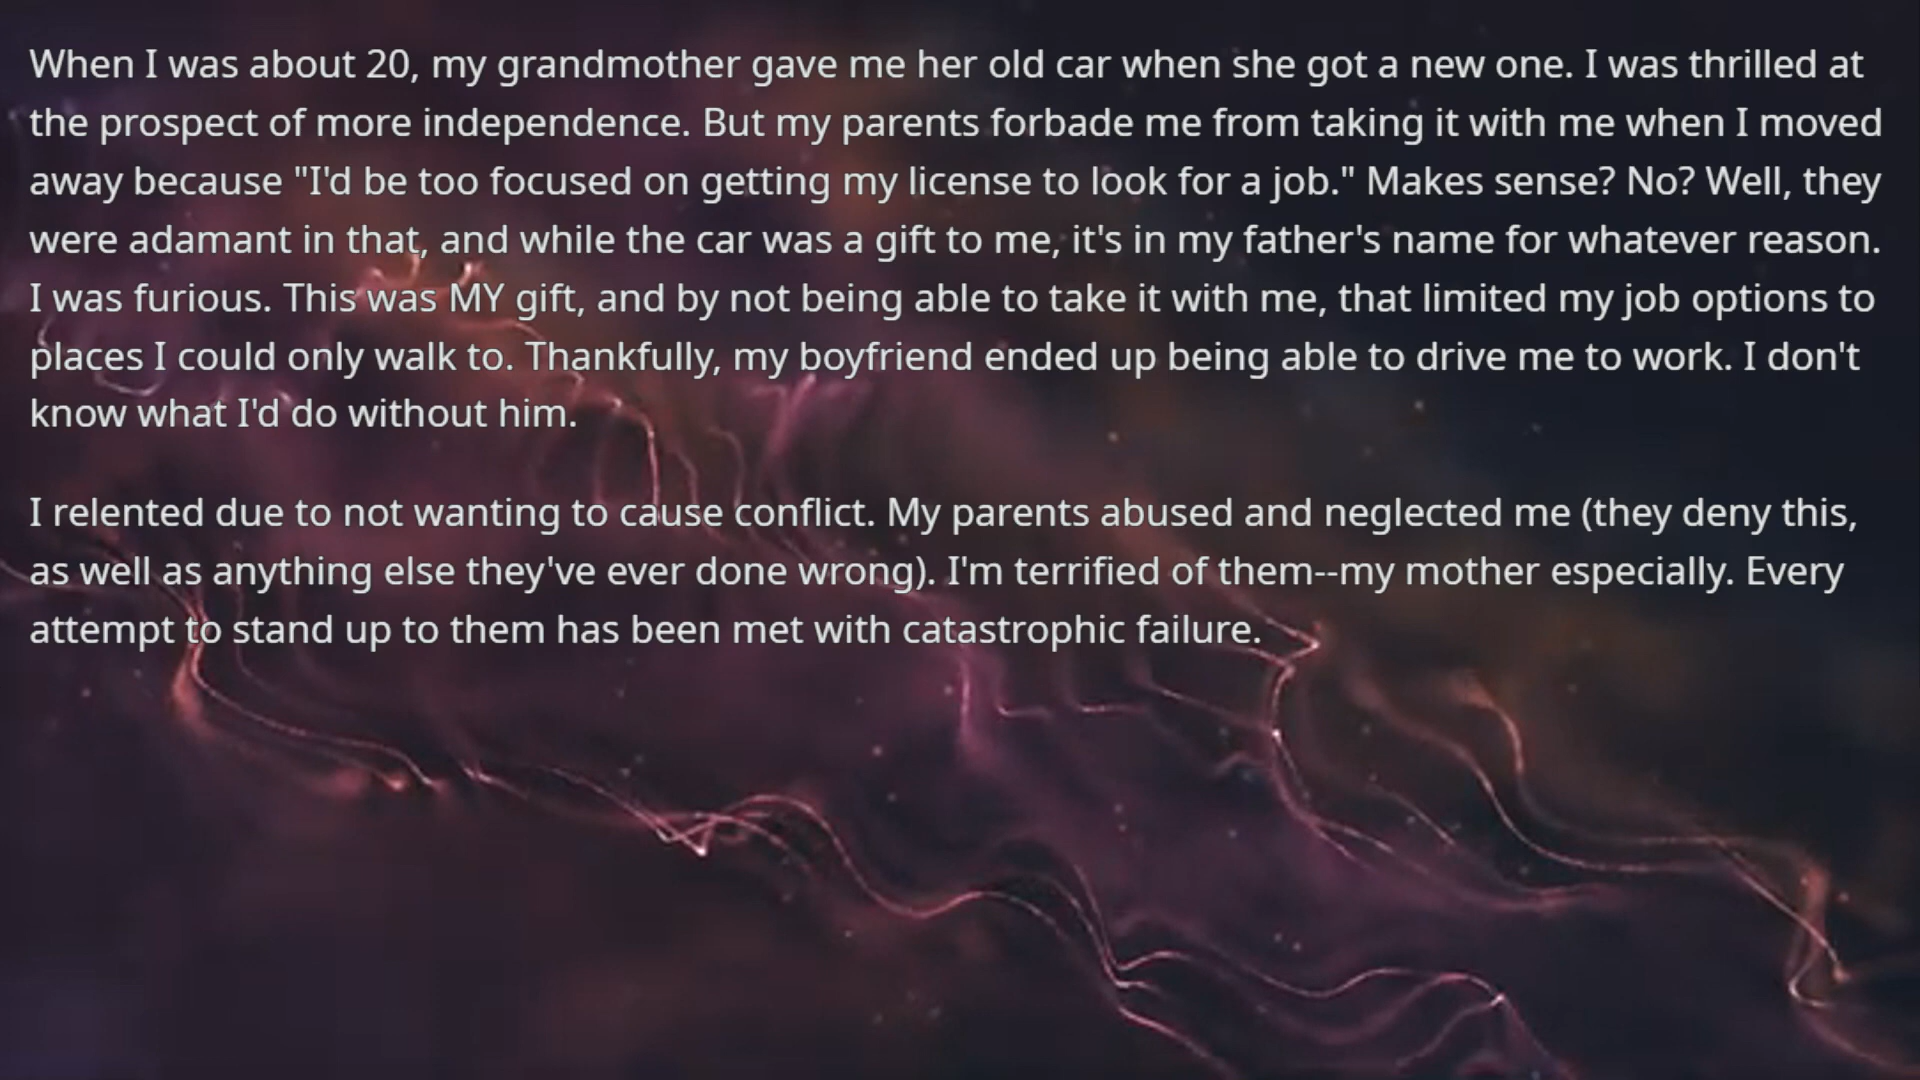 When I was about 20, my grandmother gave me her old car when she got a new one. I was thrilled at
the prospect of more independence. But my parents forbade me from taking it with me when I moved
away because "I'd be too focused on getting my license to look for a job." Makes sense? No? Well, they
were adamant in that, and while the car was a gift to me, it's in my father's name for whatever reason.
I was furious. This was MY gift, and by not being able to take it with me, that limited my job options to
places I could only walk to. Thankfully, my boyfriend ended up being able to drive me to work. I don't
know what I'd do without him.
I relented due to not wanting to cause conflict. My parents abused and neglected me (they deny this,
as well as anything else they've ever done wrong). I'm terrified of them--my mother especially. Every
attempt to stand up to them has been met with catastrophic failure.